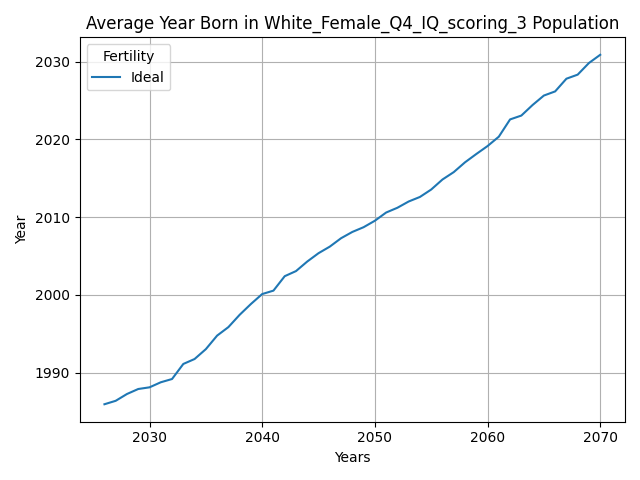 Average Year Born in White_Female_Q4_IQ_scoring_3 Population
Fertility
Ideal
2030
2020
2010
2000
1990
Year
2030 2040 2050 2060 2070
Years